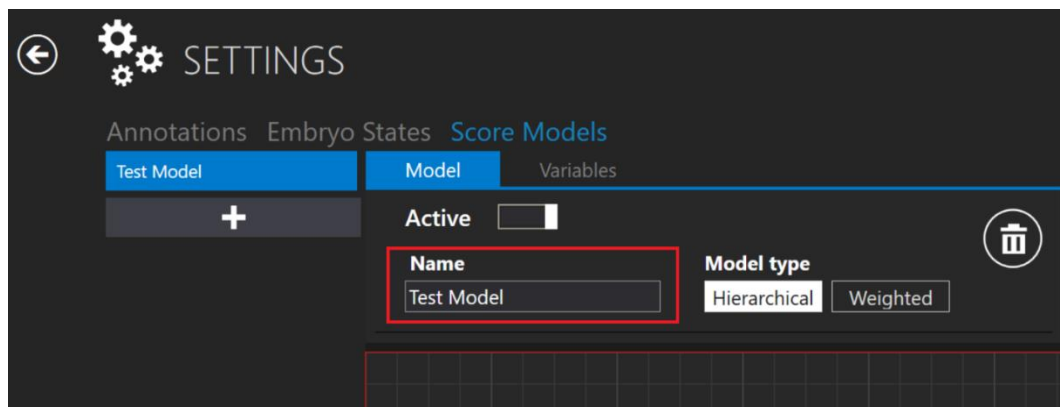 SETTINGS
Annotations Embryo States Score Models
Test Model
Model Variables
Active
Name
Test Model
Model type
Hierarchical Weighted